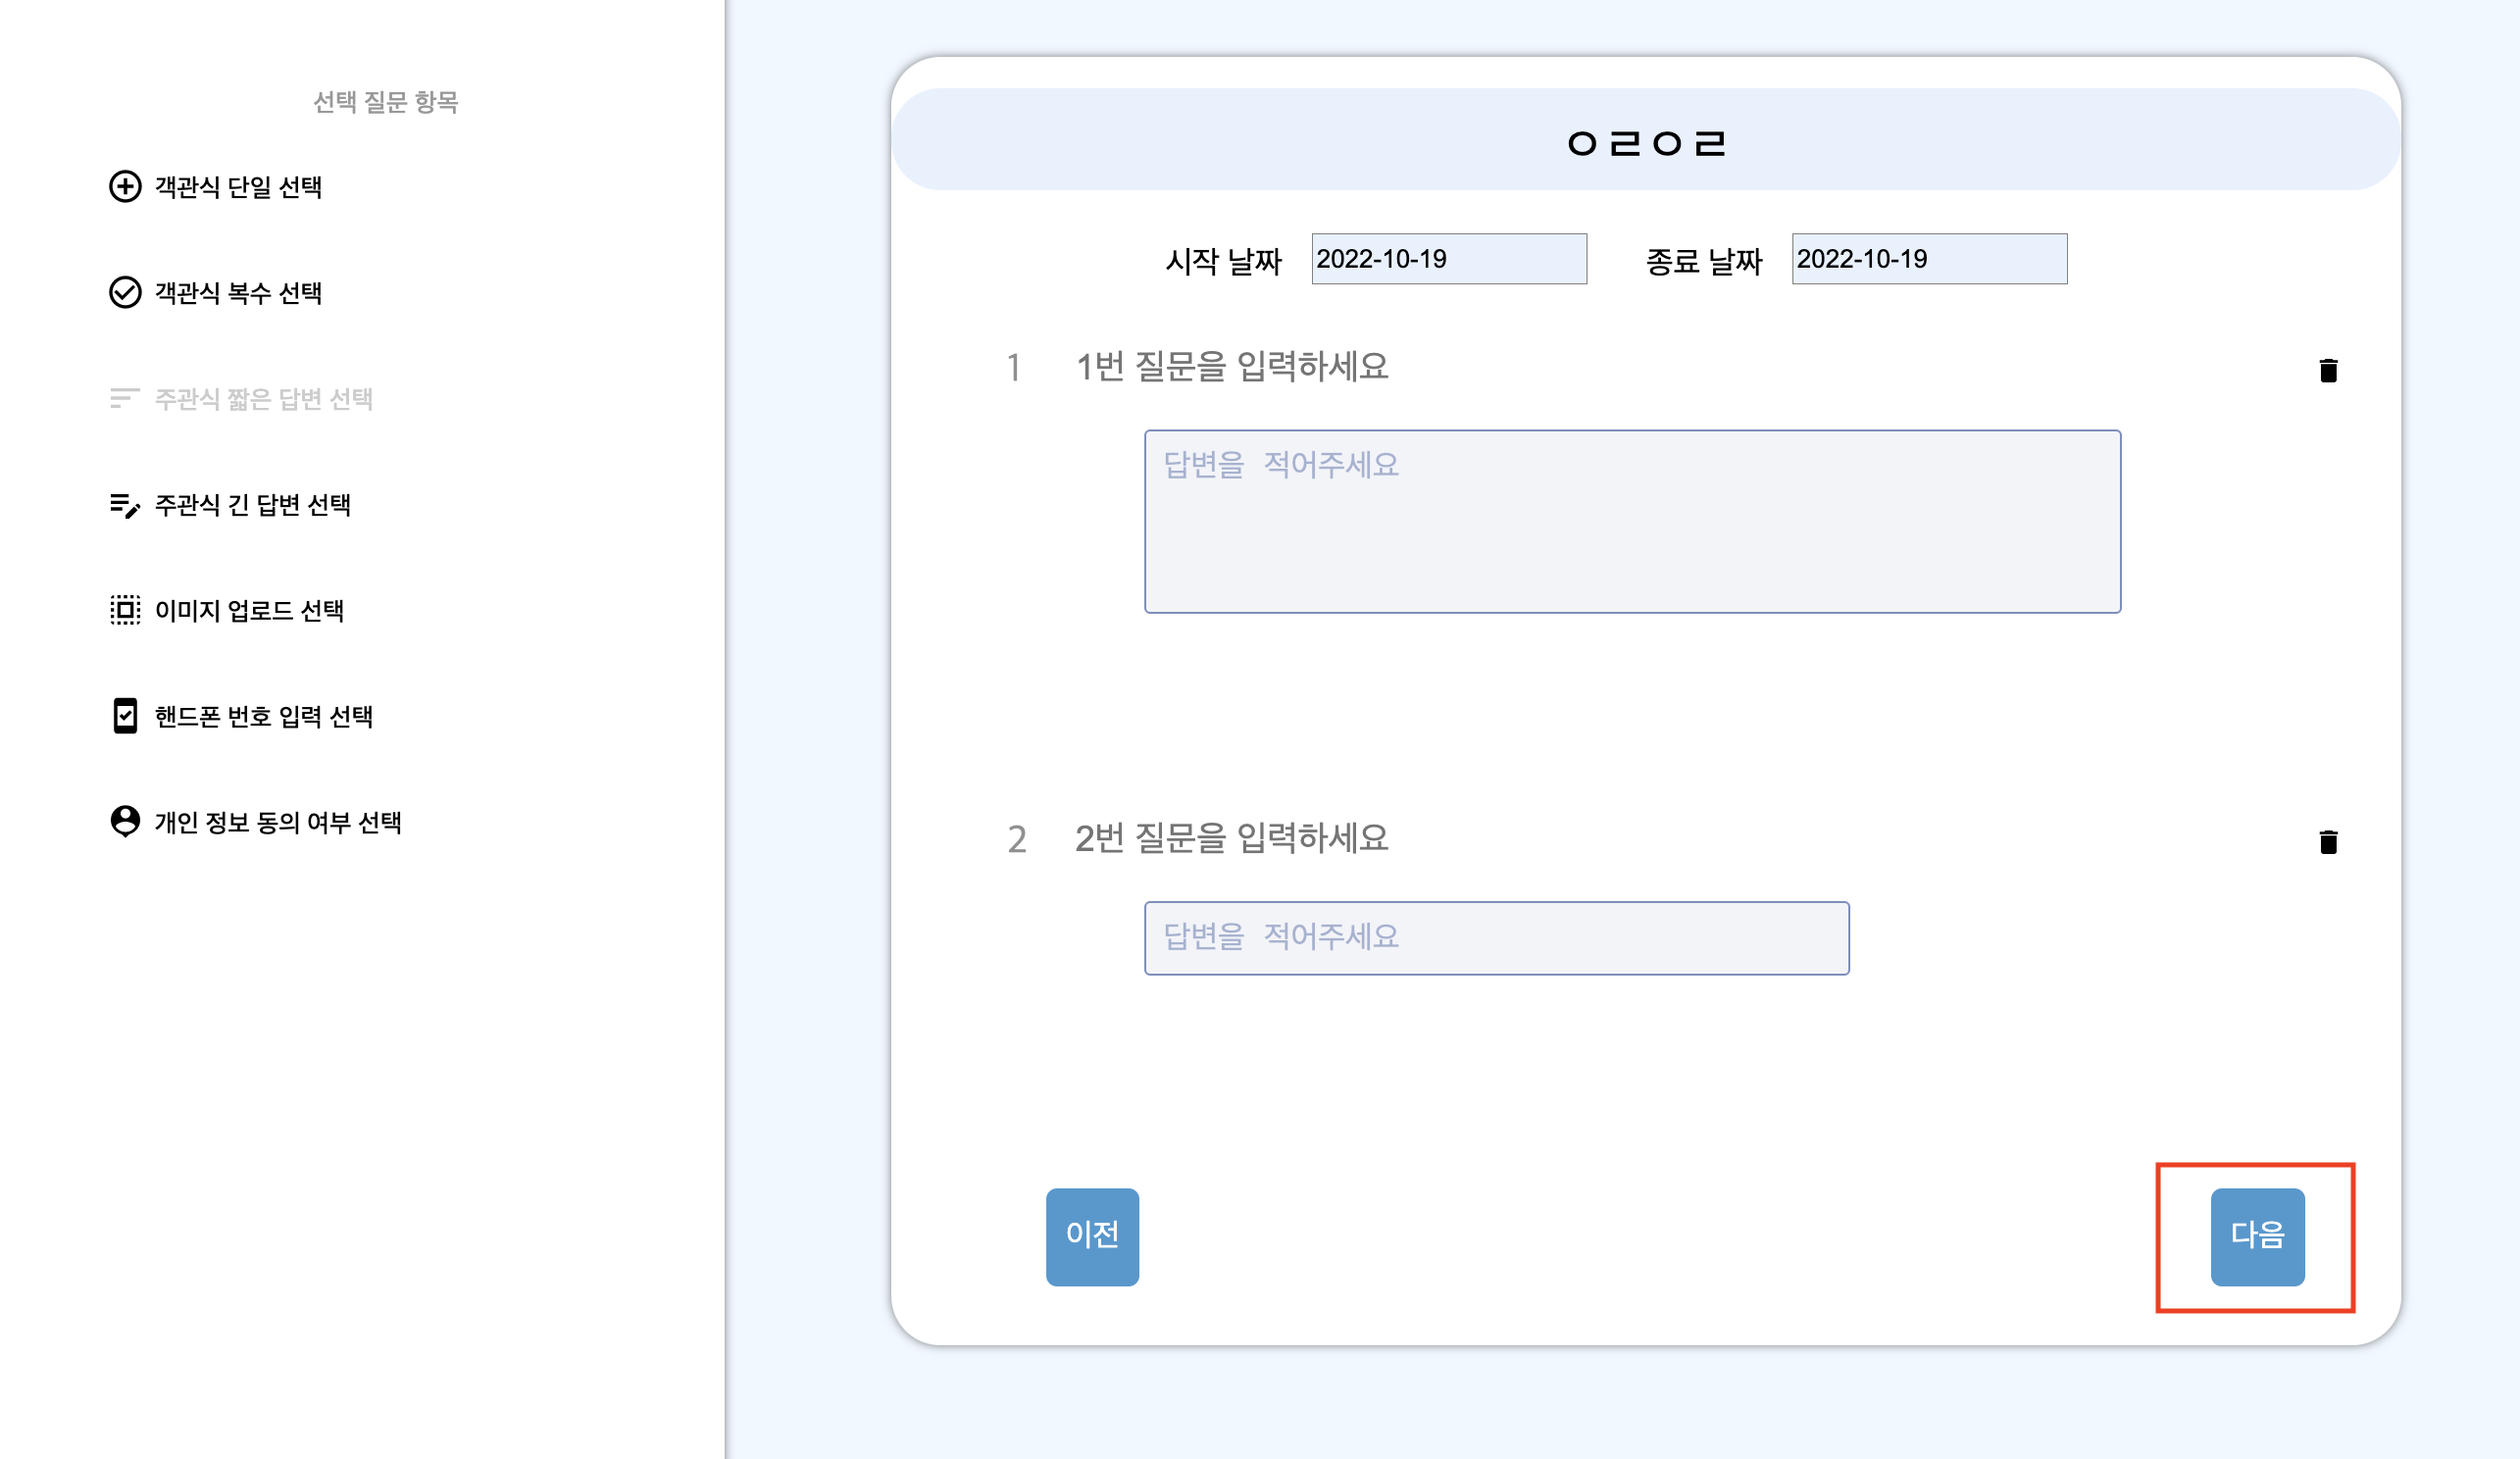 선택 질문 항목
객관식 단일 선택
객관식 복수 선택
주관식 짧은 답변 선택
주관식 긴 답변 선택
이미지 업로드 선택
핸드폰 번호 입력 선택
개인 정보 동의 여부 선택
ㅇㄹㅇㄹ
시작 날짜 2022-10-19 종료 날짜 2022-10-19
1 1번 질문을 입력하세요
답변을 적어주세요
2 2번 질문을 입력하세요
답변을 적어주세요
이전 다음